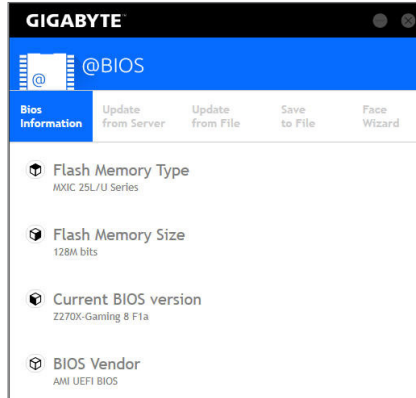 GIGABYTE
@
@BIOS
Bios
Information
Update
from Server
Update
from File
Save
to File
Face
Wizard
Flash Memory Type
MXIC 25L/U Series
Flash Memory Size
128M bits
Current BIOS version
Z270X-Gaming 8 F1a
BIOS Vendor
AMI UEFI BIOS